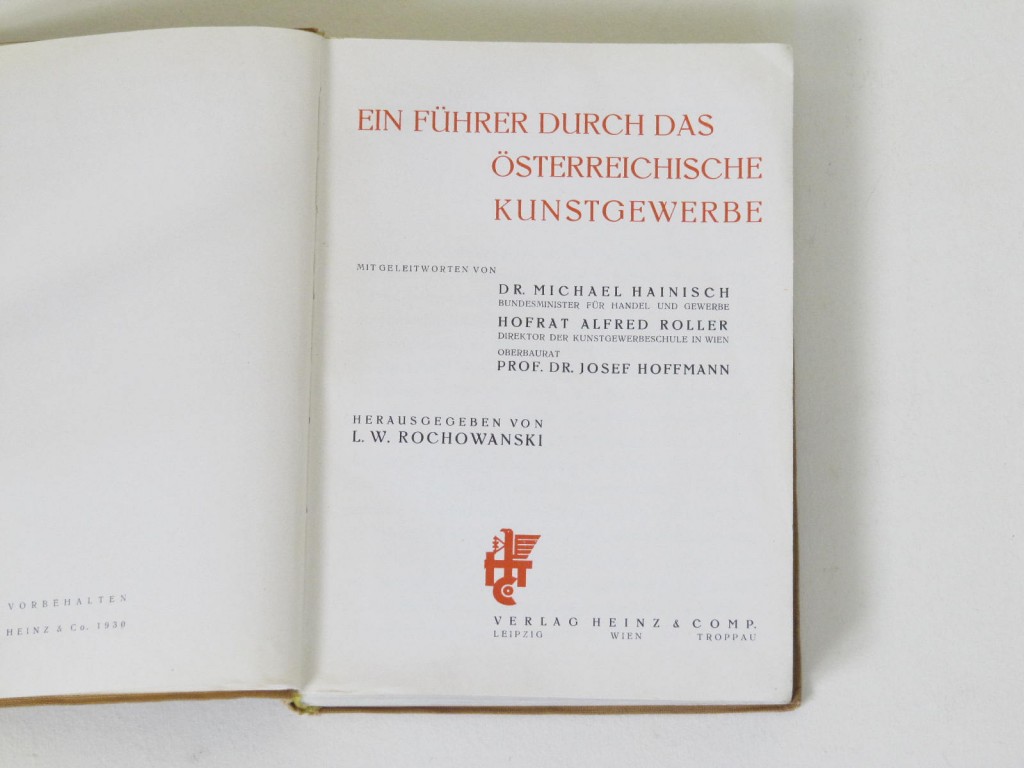 VORBEHALTEN
HEINZ & Co. 1930
EIN FÜHRER DURCH DAS
ÖSTERREICHISCHE
KUNSTGEWERBE
MIT GELEITWORTEN VON
DR. MICHAEL HAINISCH
BUNDESMINISTER FÜR HANDEL UND GEWERBE
HOFRAT ALFRED ROLLER
DIREKTOR DER KUNSTGEWERBESCHULE IN WIEN
OBERBAURAT
PROF. DR. JOSEF HOFFMANN
HERAUSGEGEBEN VON
L. W. ROCHOWANSKI
VERLAG HEINZ & COMP.
LEIPZIG WIEN TROPPAU